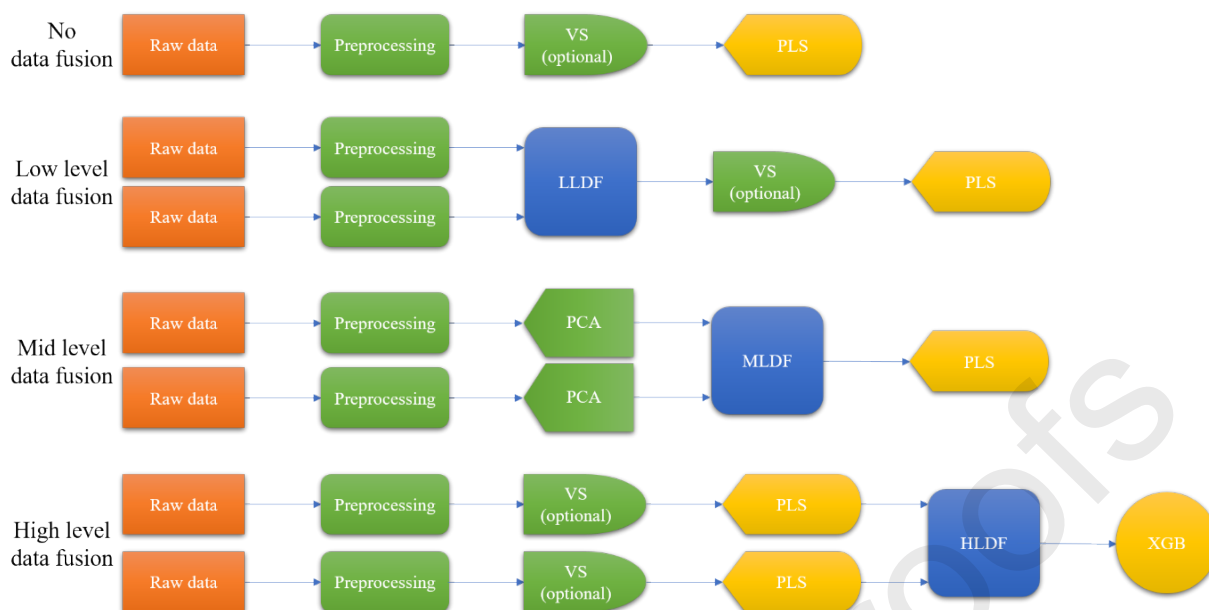 No
data fusion
Raw data
Preprocessing
VS
(optional)
PLS
Low level
data fusion
Raw data
Preprocessing
Raw data
Preprocessing
LLDF
VS
(optional)
PLS
Mid level
data fusion
Raw data
Preprocessing
PCA
Raw data
Preprocessing
PCA
MLDF
PLS
High level
data fusion
Raw data
Preprocessing
VS
(optional)
PLS
Raw data
Preprocessing
VS
(optional)
PLS
HLDF
XGB
roofs